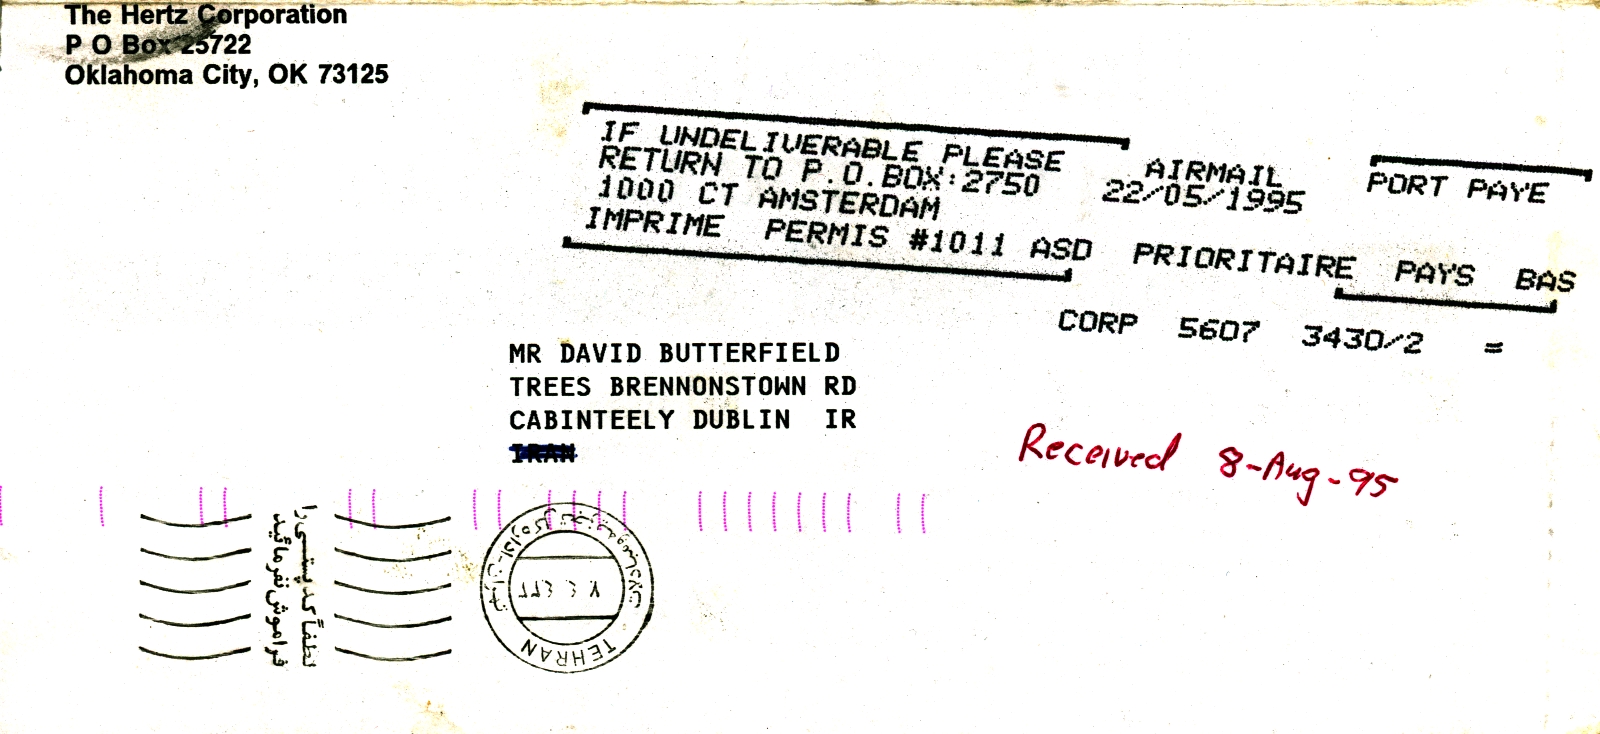 The Hertz Corporation
P O Box 25722
Oklahoma City, OK 73125
IF UNDELIVERABLE PLEASE
RETURN TO P.O.BOX:2750
1000 CT AMSTERDAM
IMPRIME PERMIS #1011 ASD PRIORITAIRE PAYS BAS
AIRMAIL
22/05/1995
PORT PAYE
CORP 5607 3430/2 =
MR DAVID BUTTERFIELD
TREES BRENNONSTOWN RD
CABINTEELY DUBLIN IR
IRAN
Received 8-Aug-95
لطفاً کد پستی را
فراموش نفرمائید
TEHRAN